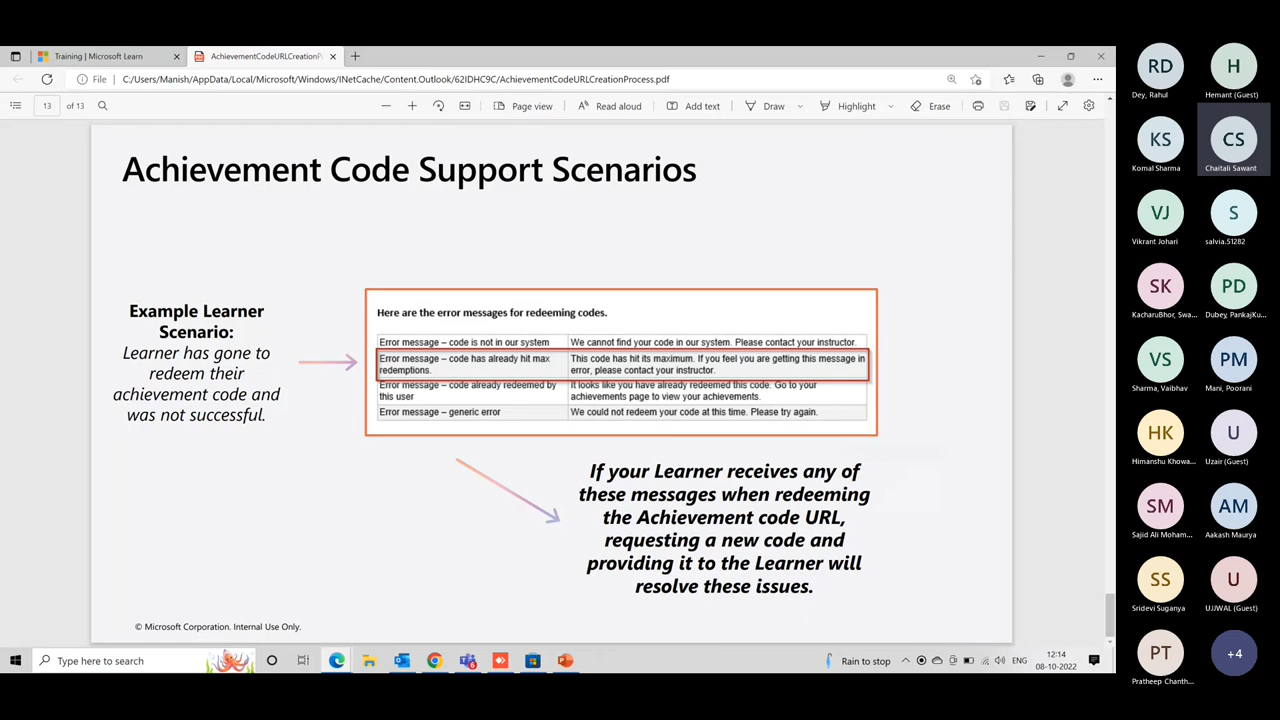 Training | Microsoft Learn
AchievementCodeURLCreationPr
File
C:/Users/Manish/AppData/Local/Microsoft/Windows/INetCache/Content.Outlook/62IDHC9C/AchievementCodeURLCreationProcess.pdf
13 of 13
Page view
Read aloud
Add text
Draw
Highlight
Erase
Achievement Code Support Scenarios
Example Learner
Scenario:
Learner has gone to
redeem their
achievement code and
was not successful.
Here are the error messages for redeeming codes.
Error message – code is not in our system
We cannot find your code in our system. Please contact your instructor.
Error message – code has already hit max
redemptions.
This code has hit its maximum. If you feel you are getting this message in
error, please contact your instructor.
Error message – code already redeemed by
this user
It looks like you have already redeemed this code. Go to your
achievements page to view your achievements.
Error message – generic error
We could not redeem your code at this time. Please try again.
If your Learner receives any of
these messages when redeeming
the Achievement code URL,
requesting a new code and
providing it to the Learner will
resolve these issues.
© Microsoft Corporation. Internal Use Only.
Type here to search
Rain to stop
ENG
12:14
08-10-2022
RD
Dey, Rahul
H
Hemant (Guest)
KS
Komal Sharma
CS
Chaitali Sawant
VJ
Vikrant Johari
S
salvia.51282
SK
KacharuBhor, Swa...
PD
Dubey, PankajKu...
VS
Sharma, Vaibhav
PM
Mani, Poorani
HK
Himanshu Khowa...
U
Uzair (Guest)
SM
Sajid Ali Moham...
AM
Aakash Maurya
SS
Sridevi Suganya
U
UJJWAL (Guest)
PT
Pratheep Chanth...
+4